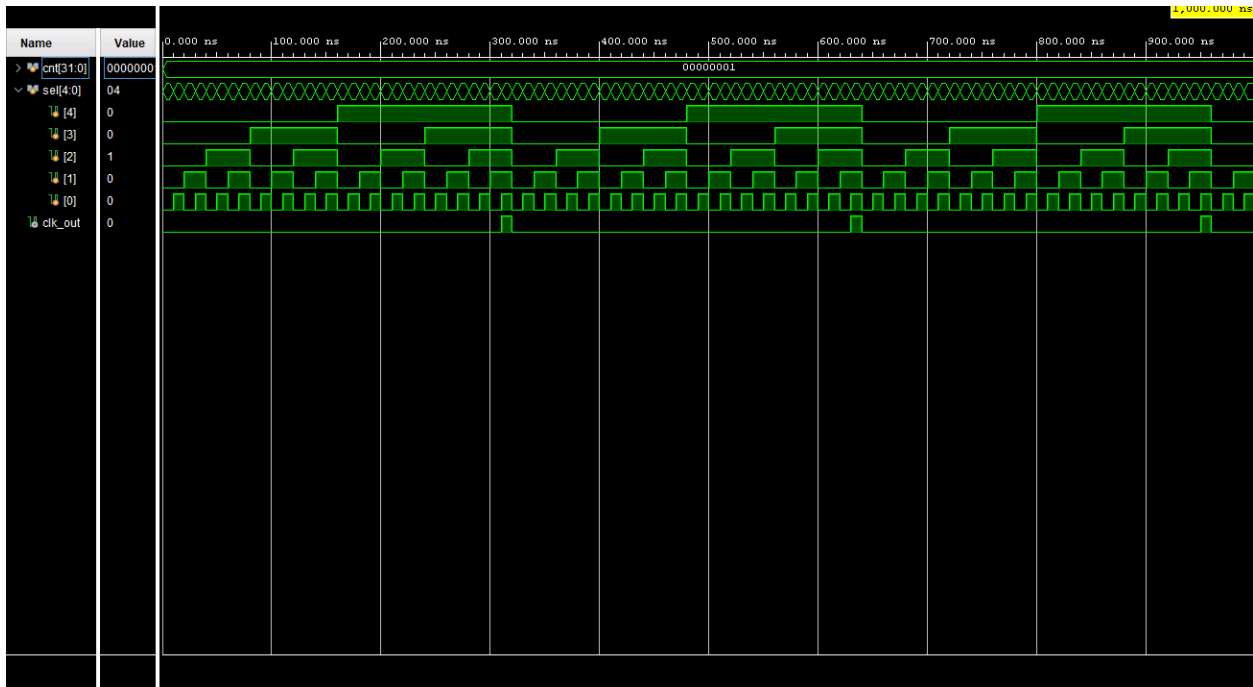 1,000.000 ns
Name Value 0.000 ns 100.000 ns 200.000 ns 300.000 ns 400.000 ns 500.000 ns 600.000 ns 700.000 ns 800.000 ns 900.000 ns
cnt[31:0] 0000000 00000001
sel[4:0] 04
[4] 0
[3] 0
[2] 1
[1] 0
[0] 0
clk_out 0